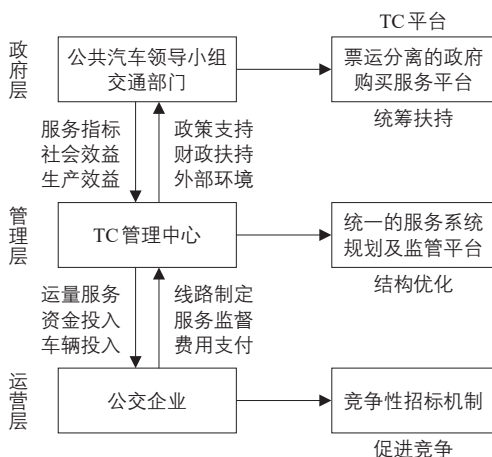 TC平台
政府层
公共汽车领导小组
交通部门
票运分离的政府
购买服务平台
统筹扶持
服务指标
社会效益
生产效益
政策支持
财政扶持
外部环境
管理层
TC管理中心
统一的服务系统
规划及监管平台
结构优化
运量服务
资金投入
车辆投入
线路制定
服务监督
费用支付
运营层
公交企业
竞争性招标机制
促进竞争